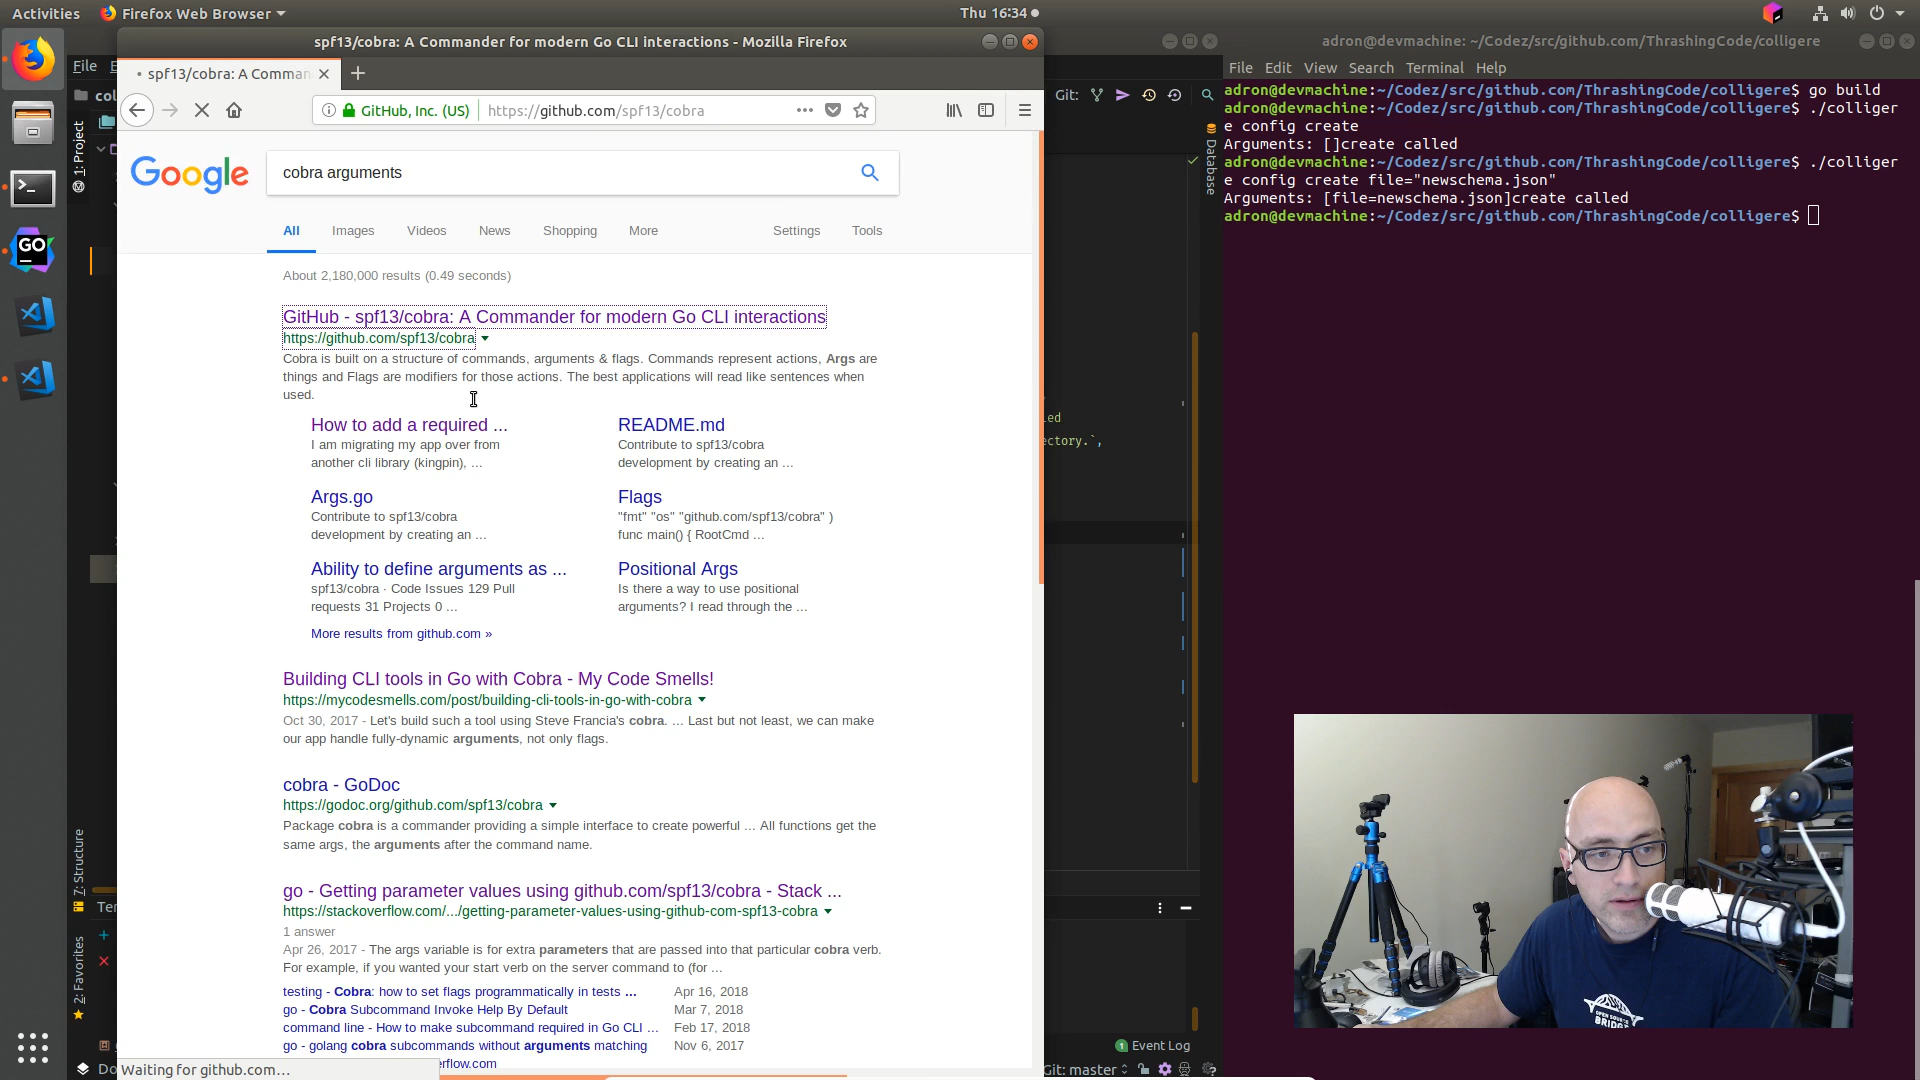 Activities
Firefox Web Browser
Thu 16:34
spf13/cobra: A Commander for modern Go CLI interactions - Mozilla Firefox
adron@devmachine: ~/Codez/src/github.com/ThrashingCode/colligere
File
spf13/cobra: A Comman
File Edit View Search Terminal Help
GitHub, Inc. (US)
https://github.com/spf13/cobra
Git:
adron@devmachine:~/Codez/src/github.com/ThrashingCode/colligere$ go build
adron@devmachine:~/Codez/src/github.com/ThrashingCode/colligere$ ./colliger
e config create
Arguments: []create called
adron@devmachine:~/Codez/src/github.com/ThrashingCode/colligere$ ./colliger
e config create file="newschema.json"
Arguments: [file=newschema.json]create called
adron@devmachine:~/Codez/src/github.com/ThrashingCode/colligere$
1: Project
Database
GO
Google
cobra arguments
All Images Videos News Shopping More Settings Tools
About 2,180,000 results (0.49 seconds)
GitHub - spf13/cobra: A Commander for modern Go CLI interactions
https://github.com/spf13/cobra
Cobra is built on a structure of commands, arguments & flags. Commands represent actions, Args are
things and Flags are modifiers for those actions. The best applications will read like sentences when
used.
How to add a required ...
I am migrating my app over from
another cli library (kingpin), ...
README.md
Contribute to spf13/cobra
development by creating an ...
Args.go
Contribute to spf13/cobra
development by creating an ...
Flags
"fmt" "os" "github.com/spf13/cobra" )
func main() { RootCmd ...
Ability to define arguments as ...
spf13/cobra · Code Issues 129 Pull
requests 31 Projects 0 ...
Positional Args
Is there a way to use positional
arguments? I read through the ...
More results from github.com »
ectory.`,
Building CLI tools in Go with Cobra - My Code Smells!
https://mycodesmells.com/post/building-cli-tools-in-go-with-cobra
Oct 30, 2017 - Let's build such a tool using Steve Francia's cobra. ... Last but not least, we can make
our app handle fully-dynamic arguments, not only flags.
cobra - GoDoc
https://godoc.org/github.com/spf13/cobra
Package cobra is a commander providing a simple interface to create powerful ... All functions get the
same args, the arguments after the command name.
go - Getting parameter values using github.com/spf13/cobra - Stack ...
https://stackoverflow.com/.../getting-parameter-values-using-github-com-spf13-cobra
1 answer
Apr 26, 2017 - The args variable is for extra parameters that are passed into that particular cobra verb.
For example, if you wanted your start verb on the server command to (for ...
testing - Cobra: how to set flags programmatically in tests ... Apr 16, 2018
go - Cobra Subcommand Invoke Help By Default Mar 7, 2018
command line - How to make subcommand required in Go CLI ... Feb 17, 2018
go - golang cobra subcommands without arguments matching Nov 6, 2017
erflow.com
7: Structure
2: Favorites
Waiting for github.com...
1 Event Log
Git: master
OPEN SOURCE
BRIDGE